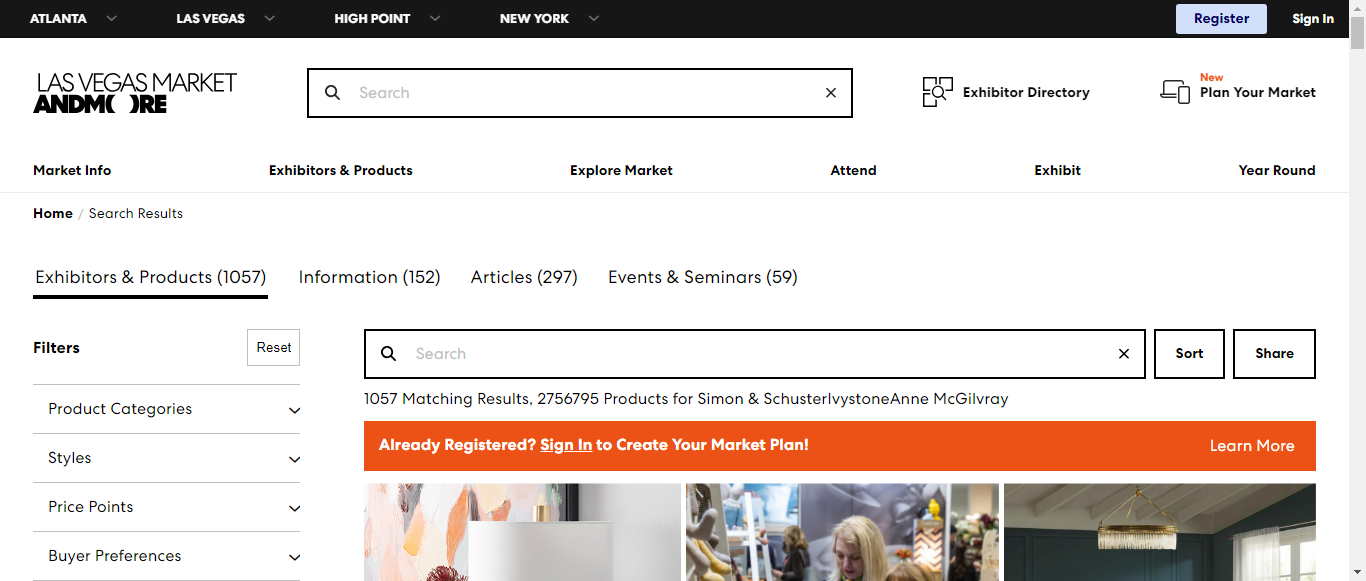 ATLANTA
LAS VEGAS
HIGH POINT
NEW YORK
Register
Sign In
LAS VEGAS MARKET
ANDMORE
Search
Exhibitor Directory
New
Plan Your Market
Market Info
Exhibitors & Products
Explore Market
Attend
Exhibit
Year Round
Home / Search Results
Exhibitors & Products (1057)
Information (152)
Articles (297)
Events & Seminars (59)
Filters
Reset
Search
Sort
Share
1057 Matching Results, 2756795 Products for Simon & SchusterIvystoneAnne McGilvray
Product Categories
Already Registered? Sign In to Create Your Market Plan!
Learn More
Styles
Price Points
Buyer Preferences